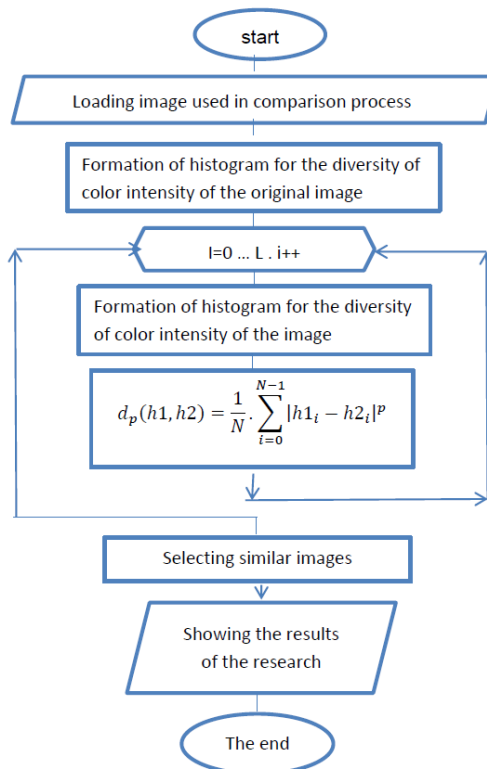 start
Loading image used in comparison process
Formation of histogram for the diversity of
color intensity of the original image
I=0 ... L . i++
Formation of histogram for the diversity
of color intensity of the image
d_p(h1, h2) = \frac{1}{N} . \sum_{i=0}^{N-1} |h1_i − h2_i|^p
Selecting similar images
Showing the results
of the research
The end